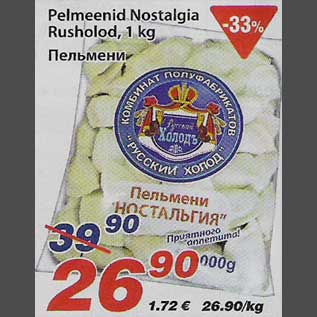 Pelmeenid Nostalgia
Rusholod, 1 kg
Пельмени
-33%
КОМБИНАТ ПОЛУФАБРИКАТОВ
Русский
Холодъ
"РУССКИЙ ХОЛОД"
Пельмени
"НОСТАЛЬГИЯ"
Приятного
аппетита!
39 90
26 90
000g
1.72 € 26.90/kg